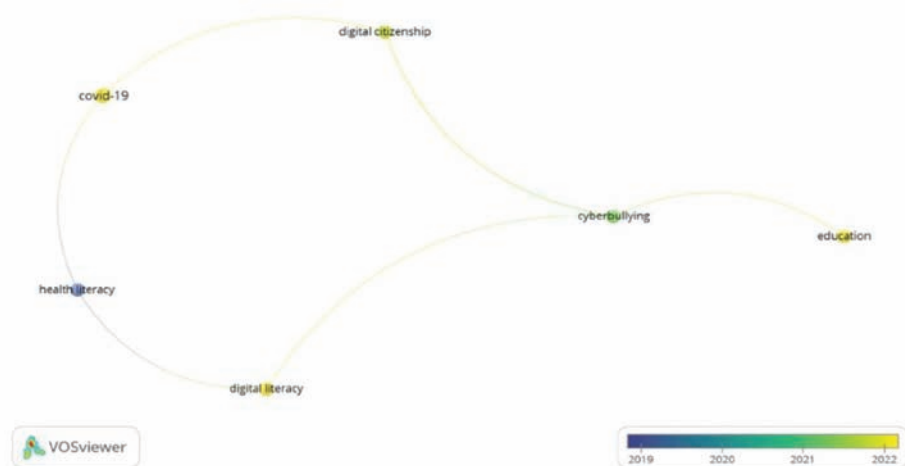 digital citizenship
covid-19
cyberbullying
education
health literacy
digital literacy
VOSviewer
2019 2020 2021 2022